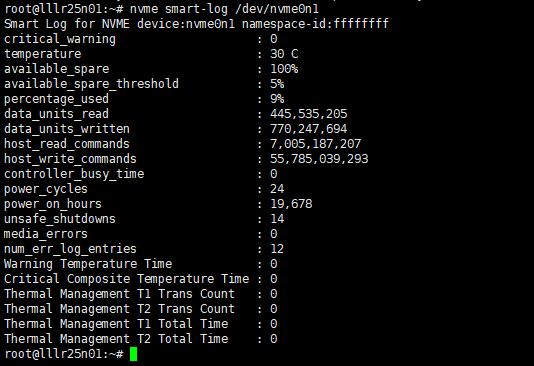 root@lllr25n01:~# nvme smart-log /dev/nvme0n1
Smart Log for NVME device:nvme0n1 namespace-id:ffffffff
critical_warning : 0
temperature : 30 C
available_spare : 100%
available_spare_threshold : 5%
percentage_used : 9%
data_units_read : 445,535,205
data_units_written : 770,247,694
host_read_commands : 7,005,187,207
host_write_commands : 55,785,039,293
controller_busy_time : 0
power_cycles : 24
power_on_hours : 19,678
unsafe_shutdowns : 14
media_errors : 0
num_err_log_entries : 12
Warning Temperature Time : 0
Critical Composite Temperature Time : 0
Thermal Management T1 Trans Count : 0
Thermal Management T2 Trans Count : 0
Thermal Management T1 Total Time : 0
Thermal Management T2 Total Time : 0
root@lllr25n01:~#